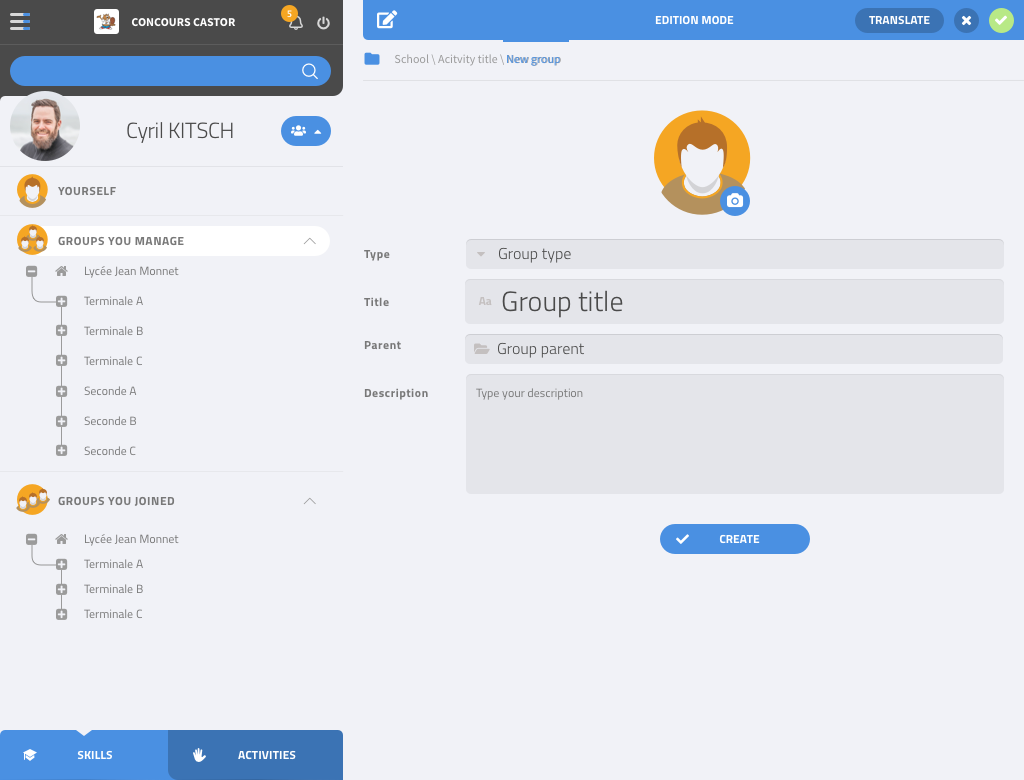 CONCOURS CASTOR
5
EDITION MODE
TRANSLATE
School \ Acitvity title \ New group
Cyril KITSCH
YOURSELF
GROUPS YOU MANAGE
Lycée Jean Monnet
Terminale A
Terminale B
Terminale C
Seconde A
Seconde B
Seconde C
GROUPS YOU JOINED
Lycée Jean Monnet
Terminale A
Terminale B
Terminale C
SKILLS
ACTIVITIES
Type
Group type
Title
Aa Group title
Parent
Group parent
Description
Type your description
CREATE